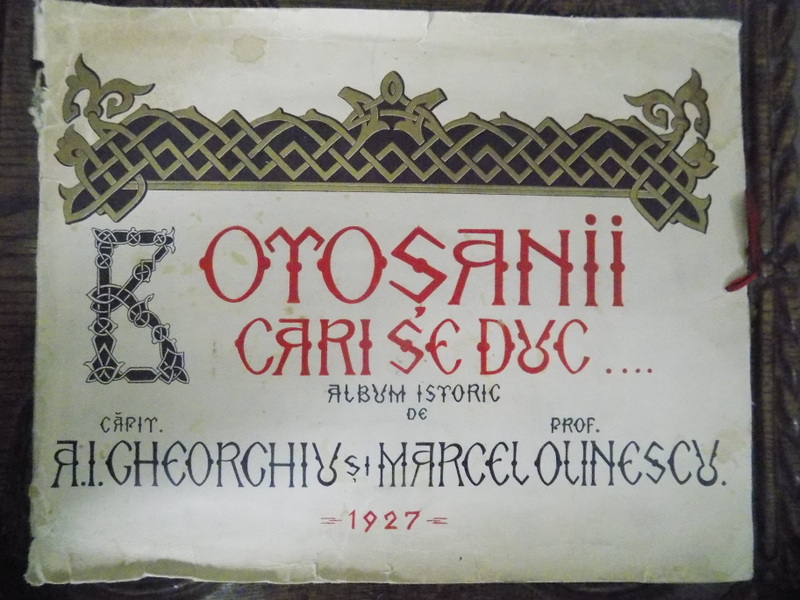 BOTOȘANII
CARI SE DUC....
ALBUM ISTORIC
DE
CĂPIT. PROF.
A.I. GHEORGHIU ȘI MARCEL OLINESCU.
=1927=